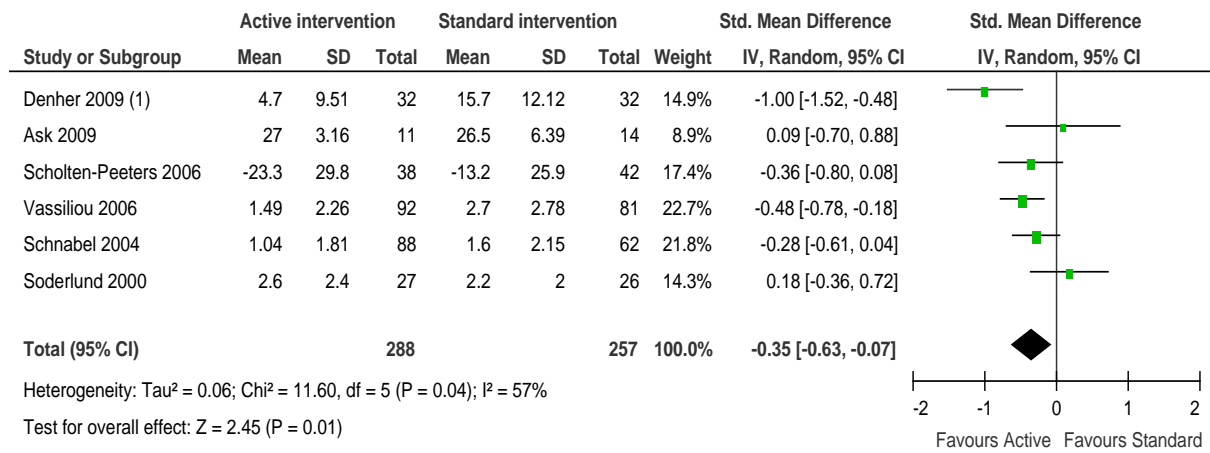 Active intervention Standard intervention Std. Mean Difference Std. Mean Difference
Study or Subgroup Mean SD Total Mean SD Total Weight IV, Random, 95% CI IV, Random, 95% CI
Denher 2009 (1) 4.7 9.51 32 15.7 12.12 32 14.9% -1.00 [-1.52, -0.48]
Ask 2009 27 3.16 11 26.5 6.39 14 8.9% 0.09 [-0.70, 0.88]
Scholten-Peeters 2006 -23.3 29.8 38 -13.2 25.9 42 17.4% -0.36 [-0.80, 0.08]
Vassiliou 2006 1.49 2.26 92 2.7 2.78 81 22.7% -0.48 [-0.78, -0.18]
Schnabel 2004 1.04 1.81 88 1.6 2.15 62 21.8% -0.28 [-0.61, 0.04]
Soderlund 2000 2.6 2.4 27 2.2 2 26 14.3% 0.18 [-0.36, 0.72]
Total (95% CI) 288 257 100.0% -0.35 [-0.63, -0.07]
Heterogeneity: Tau² = 0.06; Chi² = 11.60, df = 5 (P = 0.04); I² = 57%
Test for overall effect: Z = 2.45 (P = 0.01)
-2 -1 0 1 2
Favours Active Favours Standard